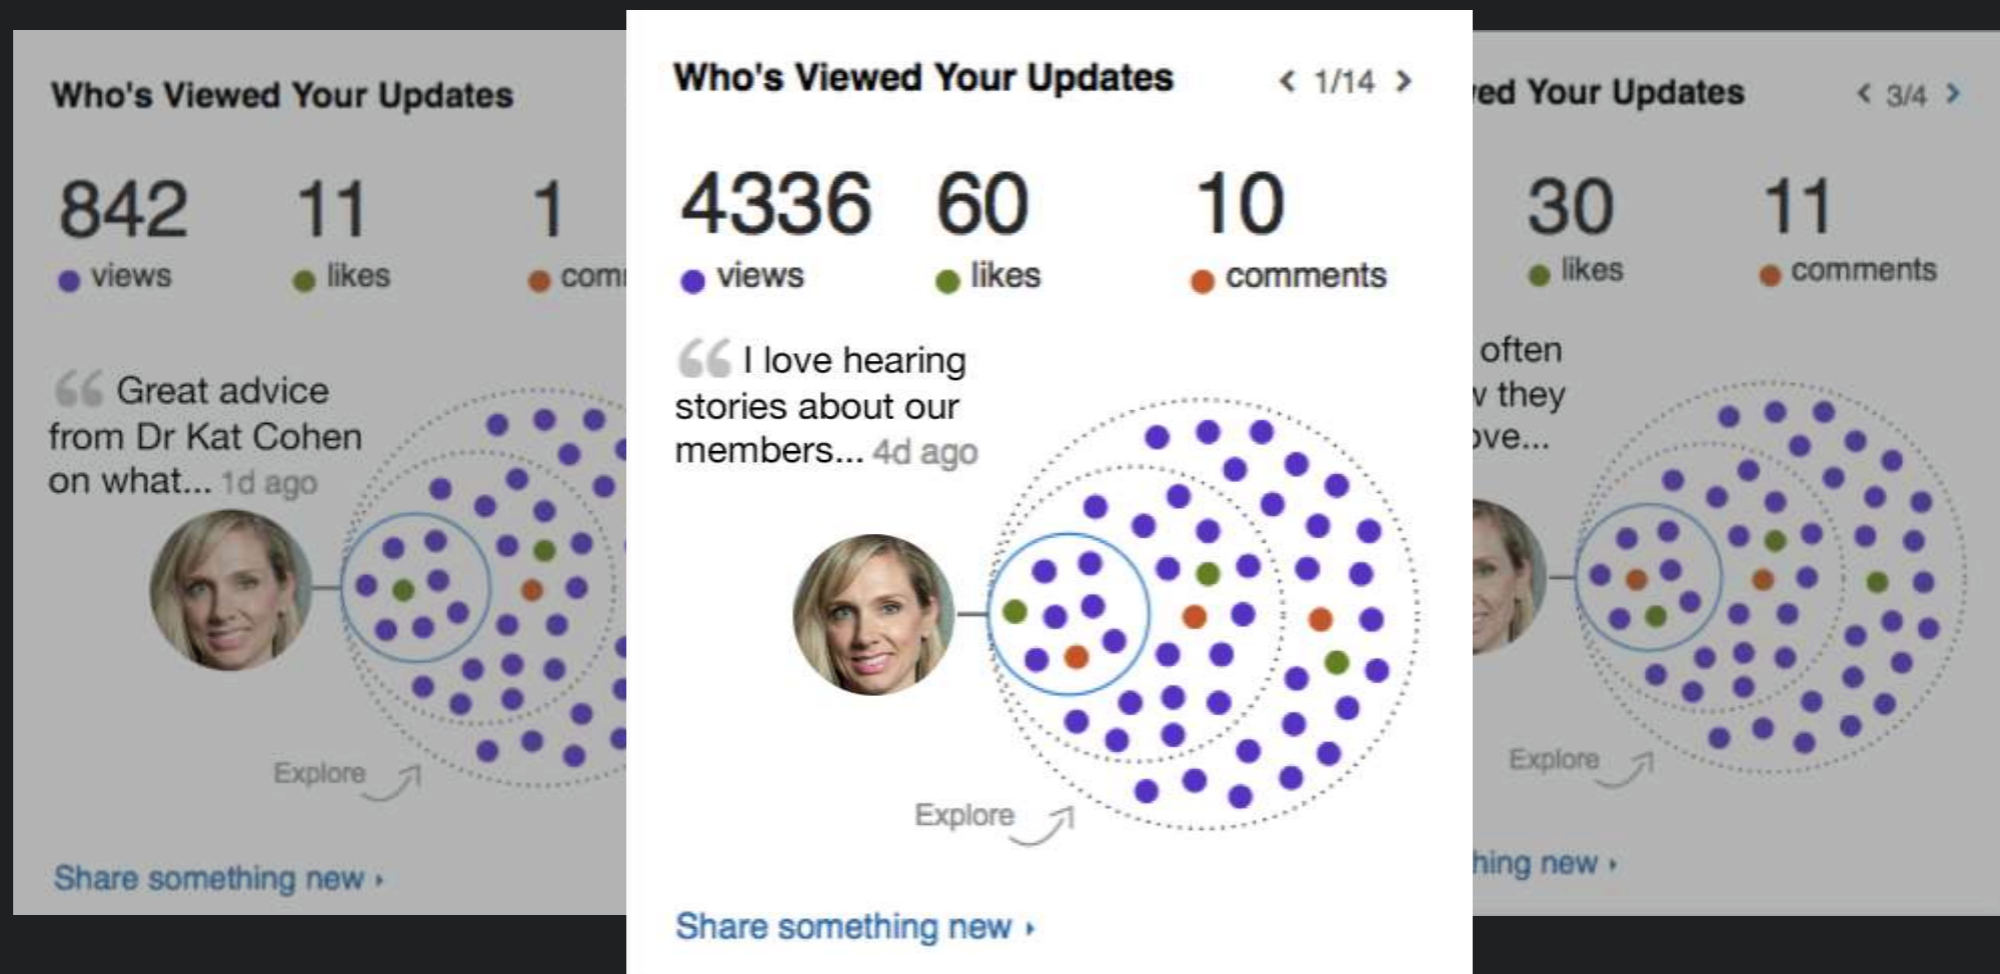 Who's Viewed Your Updates
842 11 1
views likes com
Great advice
from Dr Kat Cohen
on what... 1d ago
Explore
Share something new
Who's Viewed Your Updates < 1/14 >
4336 60 10
views likes comments
“ I love hearing
stories about our
members... 4d ago
Explore
Share something new
ed Your Updates < 3/4 >
30 11
likes comments
often
they
ve...
Explore
hing new